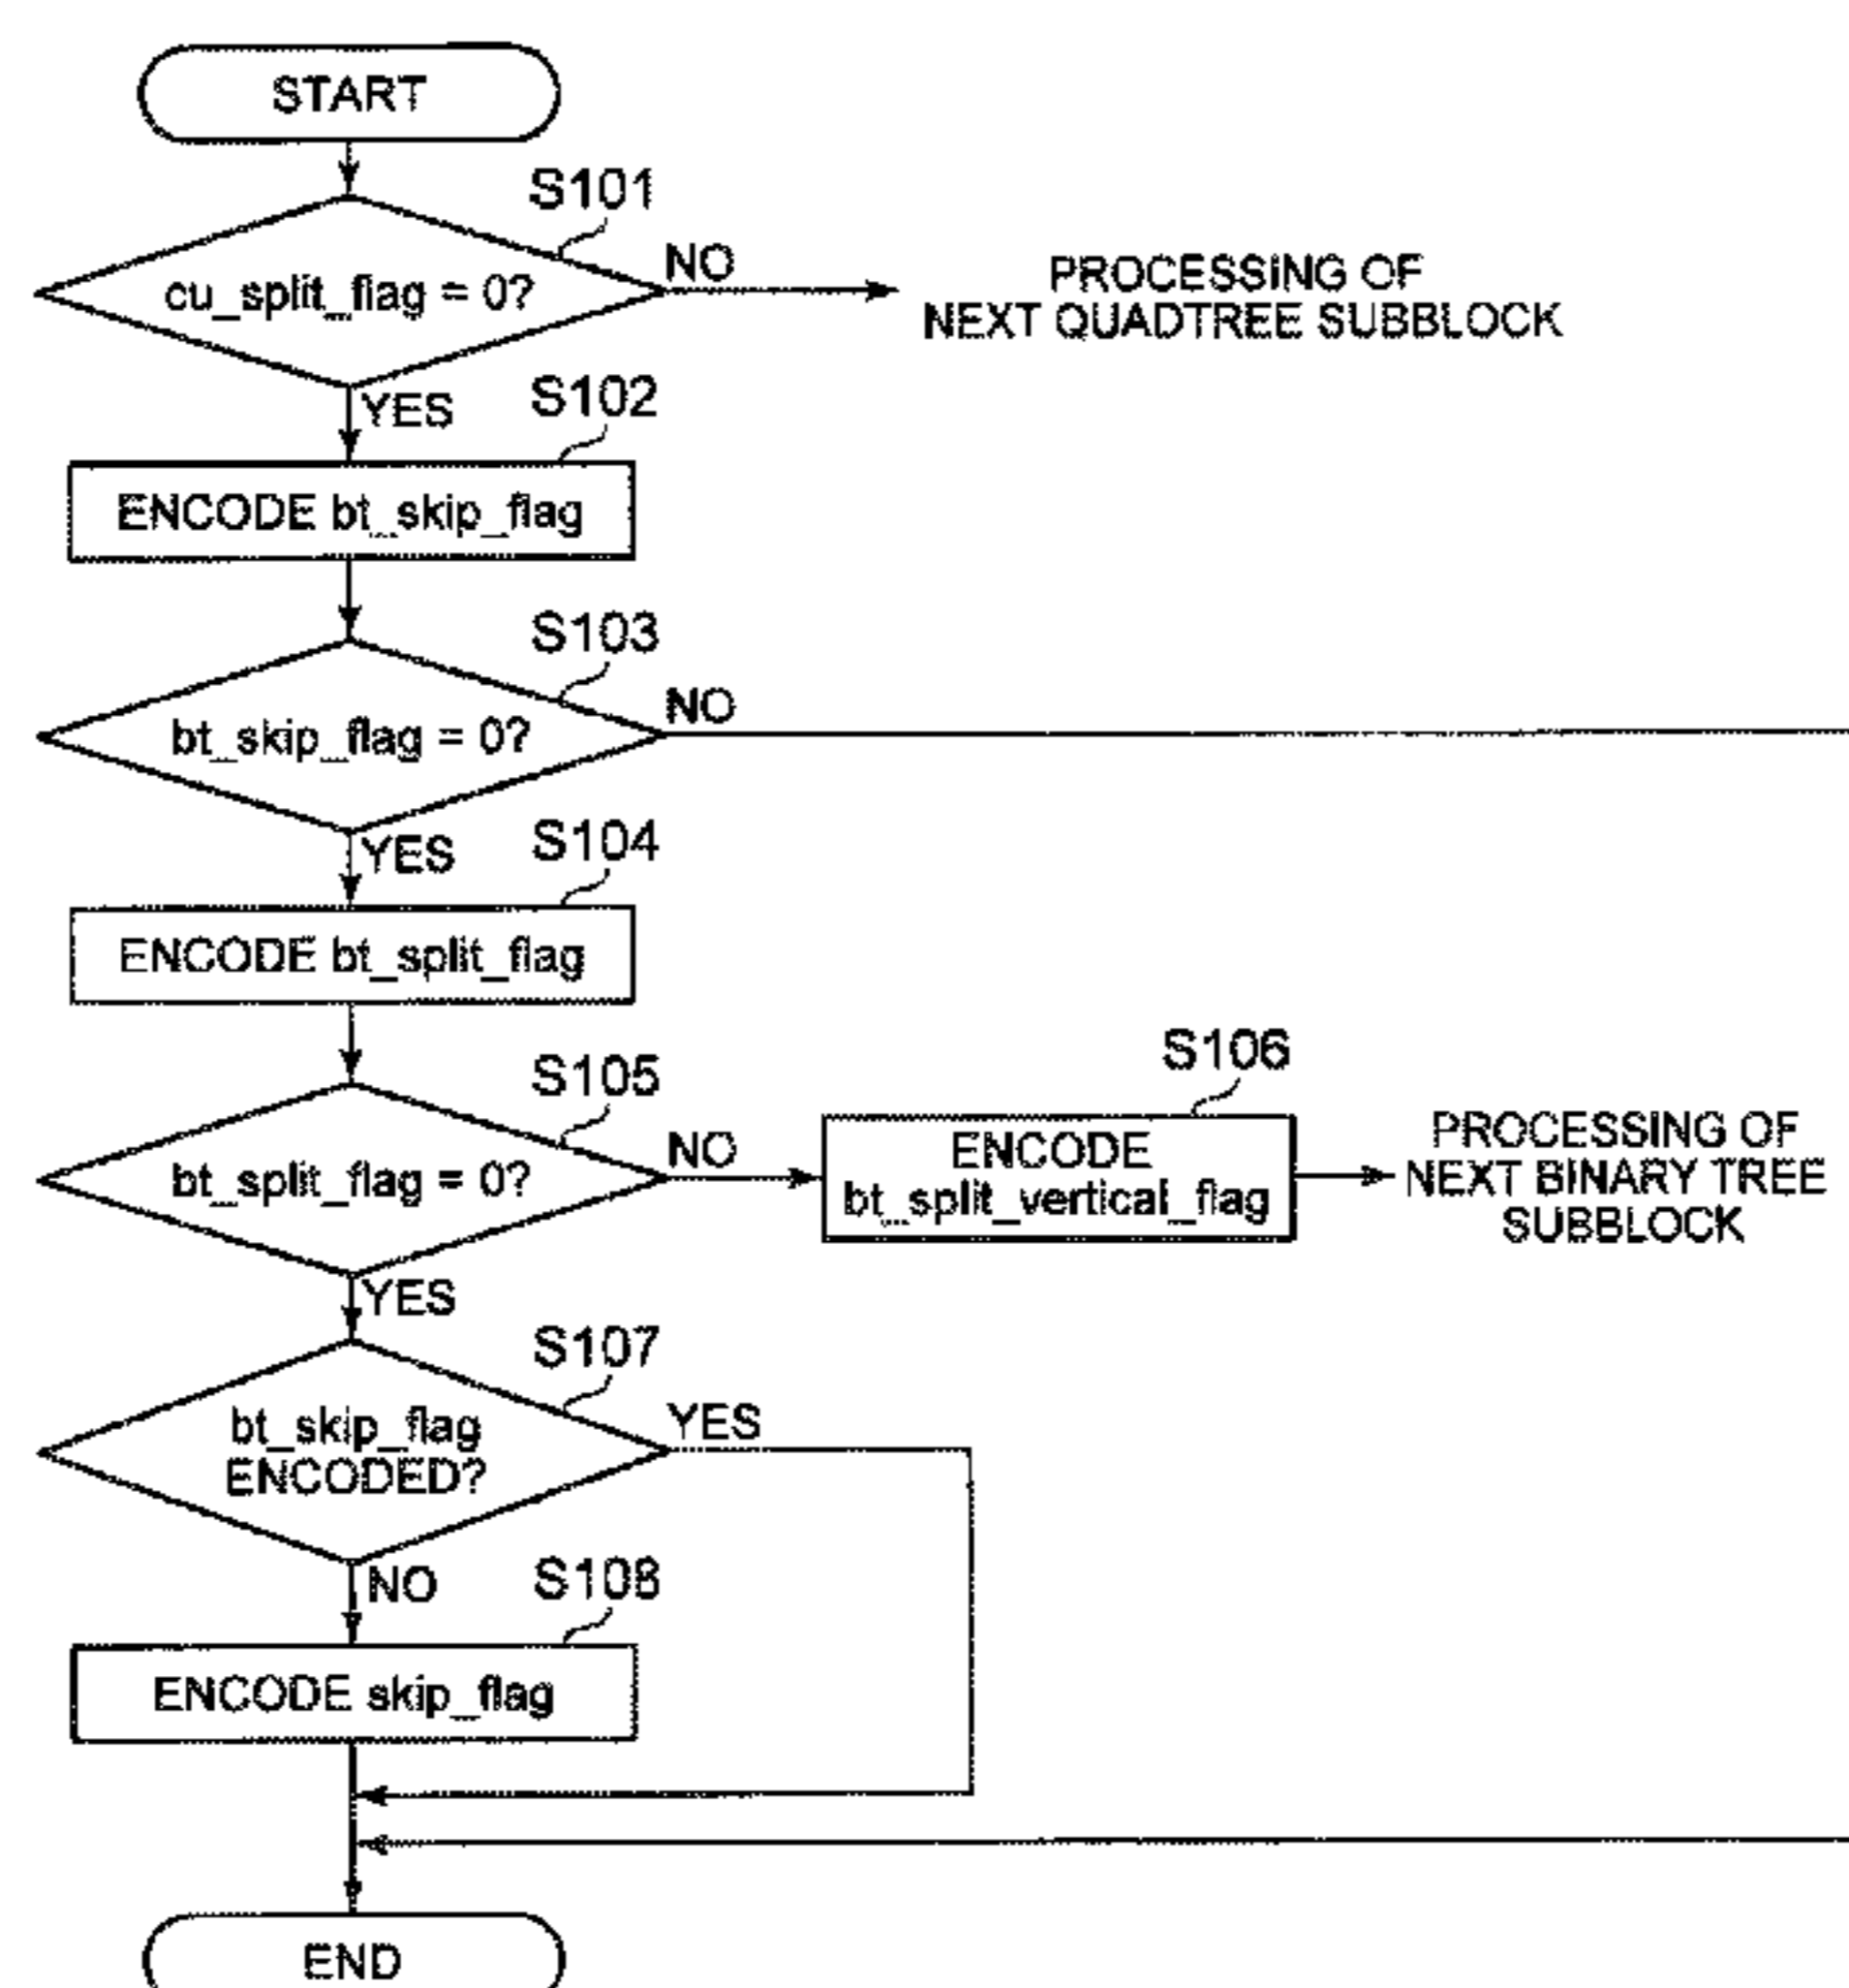 START
S101
cu_split_flag = 0?
NO
PROCESSING OF
NEXT QUADTREE SUBBLOCK
YES
S102
ENCODE bt_skip_flag
S103
bt_skip_flag = 0?
NO
YES
S104
ENCODE bt_split_flag
S105
bt_split_flag = 0?
NO
S106
ENCODE
bt_split_vertical_flag
PROCESSING OF
NEXT BINARY TREE
SUBBLOCK
YES
S107
bt_skip_flag
ENCODED?
YES
NO
S108
ENCODE skip_flag
END